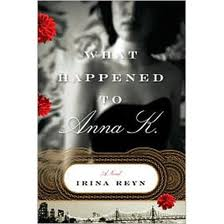 WHAT
HAPPENED
TO
Anna K.
A Novel
IRINA REYN